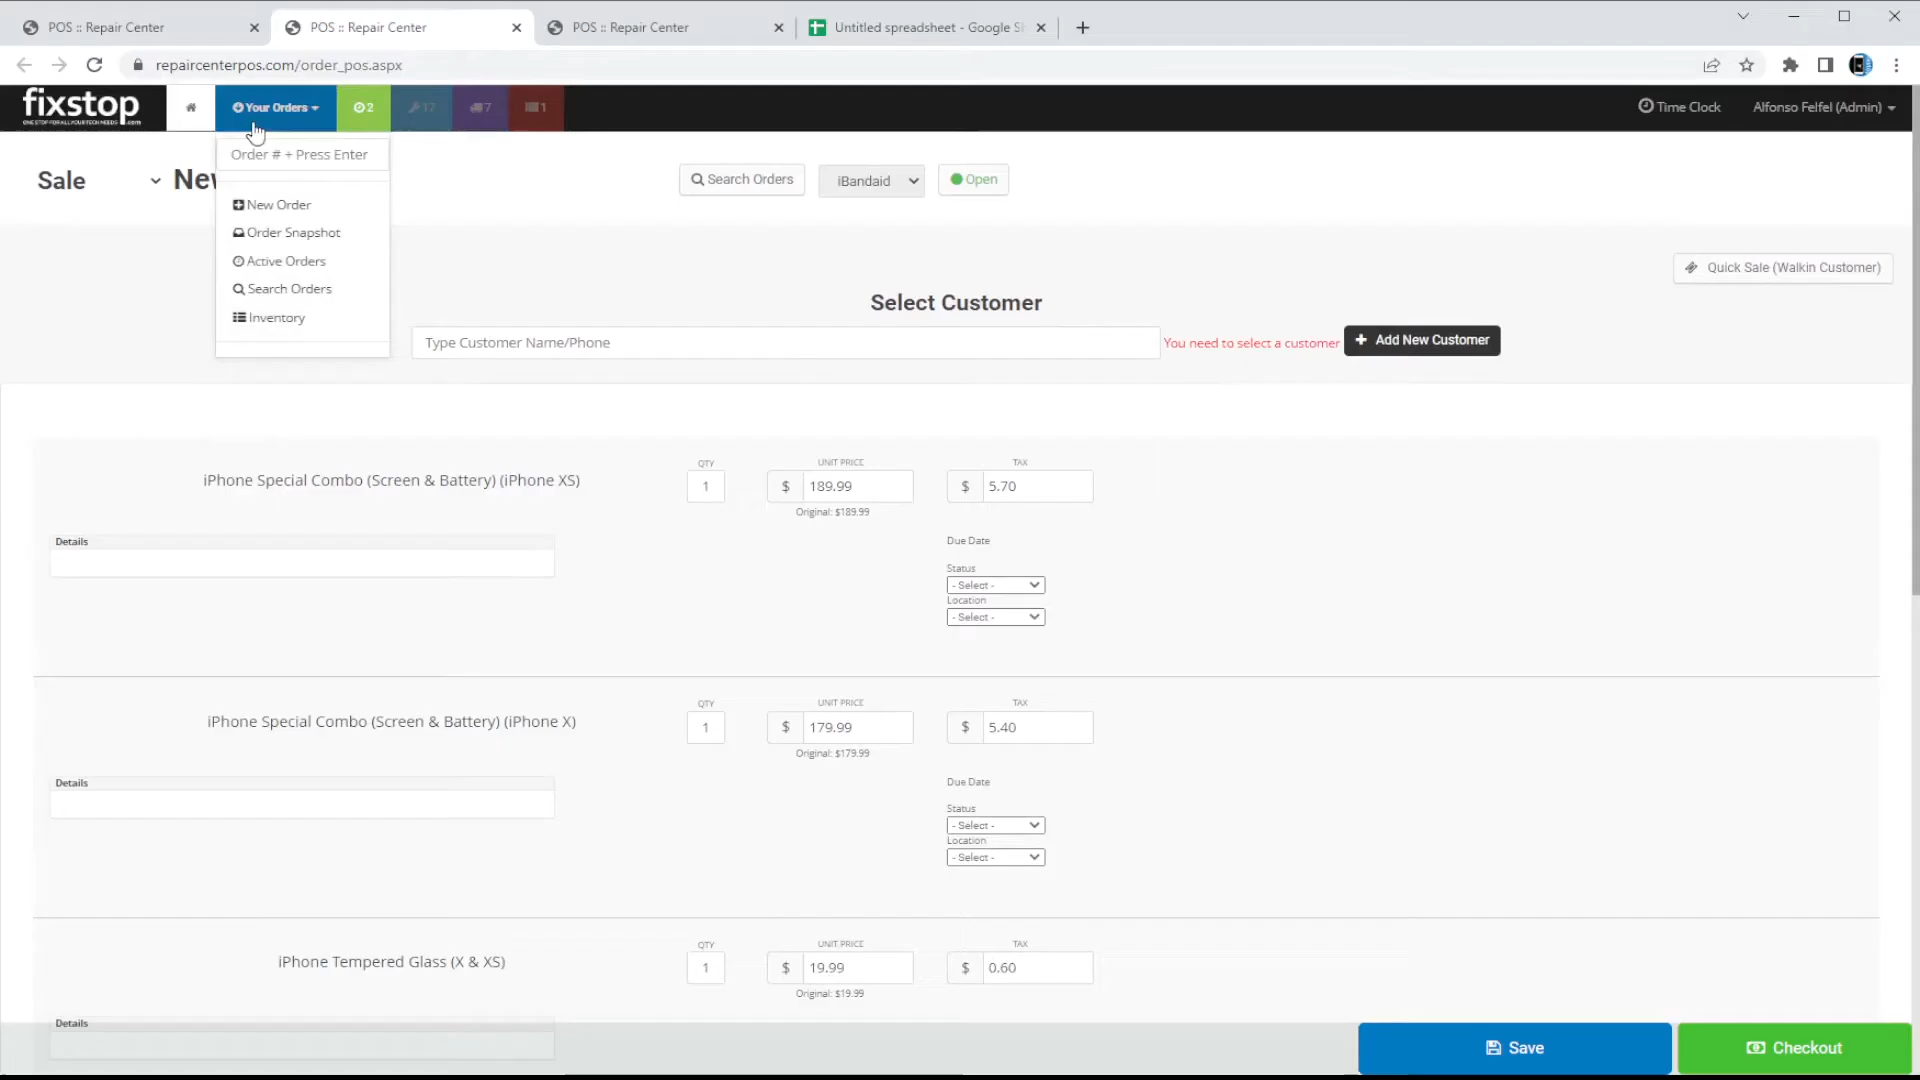 POS :: Repair Center
POS :: Repair Center
POS :: Repair Center
Untitled spreadsheet - Google Sh
repaircenterpos.com/order_pos.aspx
fixstop
Your Orders
2
17
7
1
Time Clock
Alfonso Felfel (Admin)
Order # + Press Enter
Sale
New
Search Orders
iBandaid
Open
New Order
Order Snapshot
Active Orders
Search Orders
Inventory
Quick Sale (Walkin Customer)
Select Customer
Type Customer Name/Phone
You need to select a customer
+ Add New Customer
iPhone Special Combo (Screen & Battery) (iPhone XS)
QTY
1
UNIT PRICE
$ 189.99
Original: $189.99
TAX
$ 5.70
Details
Due Date
Status
- Select -
Location
- Select -
iPhone Special Combo (Screen & Battery) (iPhone X)
QTY
1
UNIT PRICE
$ 179.99
Original: $179.99
TAX
$ 5.40
Details
Due Date
Status
- Select -
Location
- Select -
iPhone Tempered Glass (X & XS)
QTY
1
UNIT PRICE
$ 19.99
Original: $19.99
TAX
$ 0.60
Details
Save
Checkout